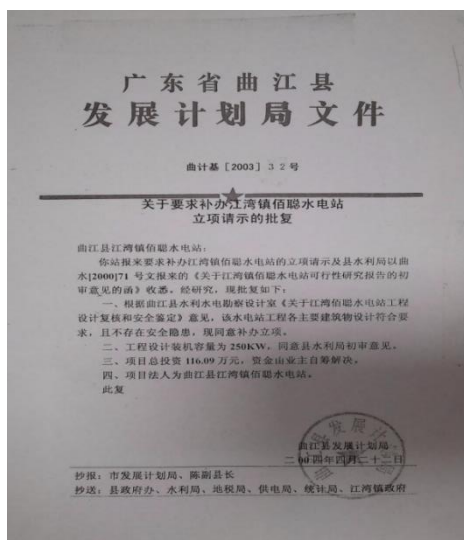 广东省曲江县
发展计划局文件
曲计基［2003］32号
关于要求补办江湾镇佰聪水电站
立项请示的批复
曲江县江湾镇佰聪水电站：
你站报来要求补办江湾镇佰聪水电站的立项请示及县水利局以曲
水[2000]71 号文报来的《关于江湾镇佰聪水电站可行性研究报告的初
审意见的函》收悉。经研究，现批复如下：
一、根据曲江县水利水电勘察设计室《关于江湾佰聪水电站工程
设计复核和安全鉴定》意见，该水电站工程各主要建筑物设计符合要
求，且不存在安全隐患，现同意补办立项。
二、工程设计装机容量为 250KW，同意县水利局初审意见。
三、项目总投资 116.09 万元，资金由业主自筹解决。
四、项目法人为曲江县江湾镇佰聪水电站。
此复
曲江县发展计划局
二00四年四月二十二日
抄报：市发展计划局、陈副县长
抄送：县政府办、水利局、地税局、供电局、统计局、江湾镇政府